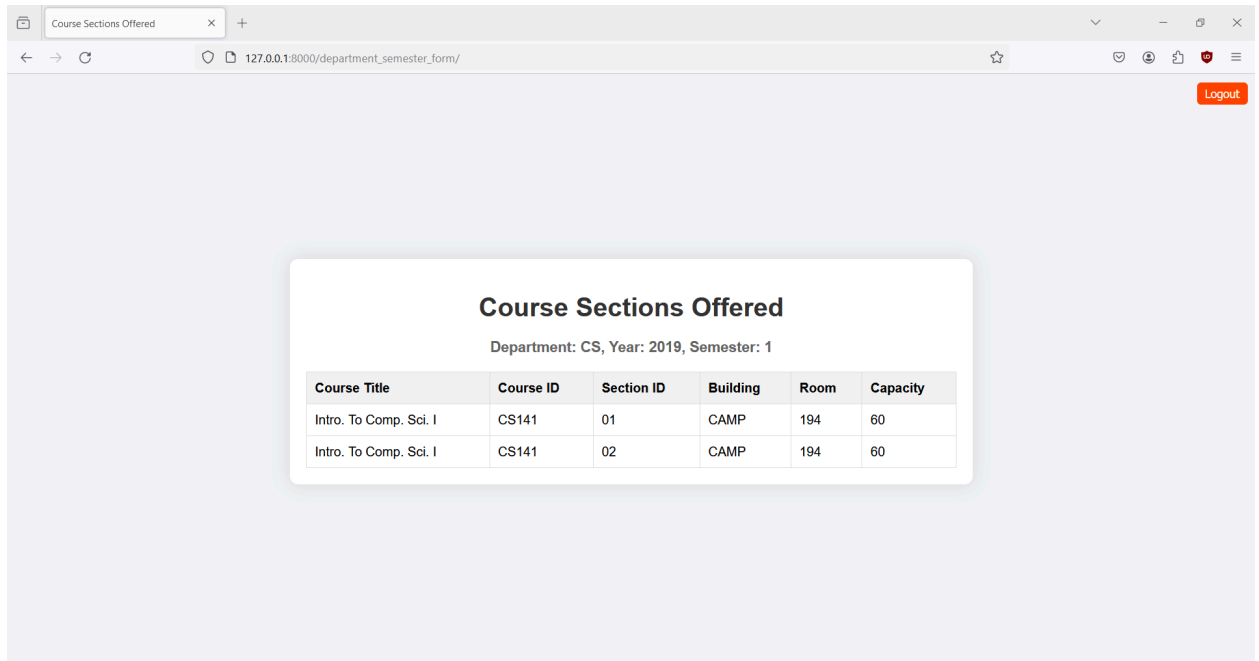 Course Sections Offered
127.0.0.1:8000/department_semester_form/
Logout
Course Sections Offered
Department: CS, Year: 2019, Semester: 1
Course Title Course ID Section ID Building Room Capacity
Intro. To Comp. Sci. I CS141 01 CAMP 194 60
Intro. To Comp. Sci. I CS141 02 CAMP 194 60